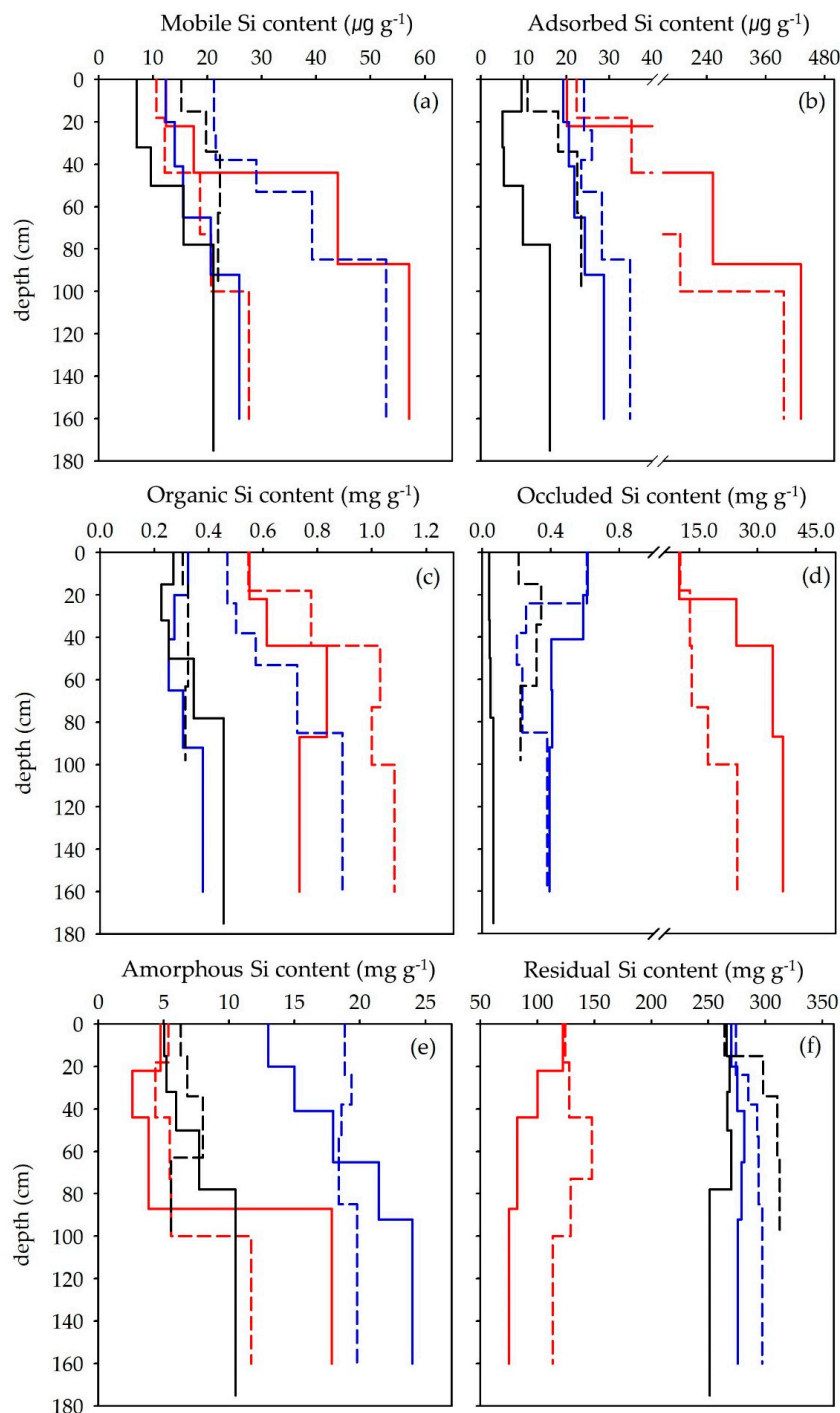 Mobile Si content (µg g-1)
0 10 20 30 40 50 60
Adsorbed Si content (µg g-1)
0 10 20 30 40 240 360 480
0
20
40
60
80
100
120
140
160
180
depth (cm)
(a)
(b)
Organic Si content (mg g-1)
0.0 0.2 0.4 0.6 0.8 1.0 1.2
Occluded Si content (mg g-1)
0.0 0.4 0.8 15.0 30.0 45.0
0
20
40
60
80
100
120
140
160
180
depth (cm)
(c)
(d)
Amorphous Si content (mg g-1)
0 5 10 15 20 25
Residual Si content (mg g-1)
50 100 150 200 250 300 350
0
20
40
60
80
100
120
140
160
180
depth (cm)
(e)
(f)